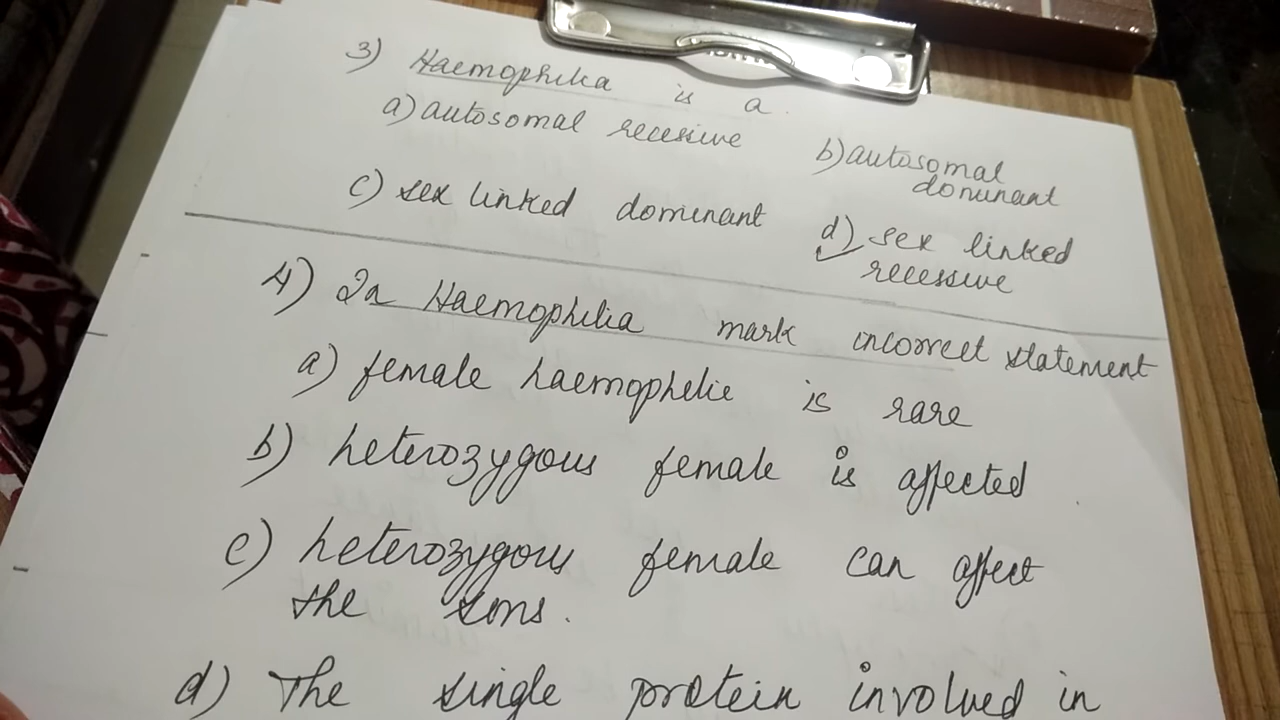 3) Haemophilia is a
a) autosomal recessive
b) autosomal
dominant
c) sex linked dominant
d) sex linked
recessive
4) In Haemophilia mark incorrect statement
a) female haemophelic is rare
b) heterozygous female is affected
c) heterozygous female can affect
the sons.
d) The single protein involved in